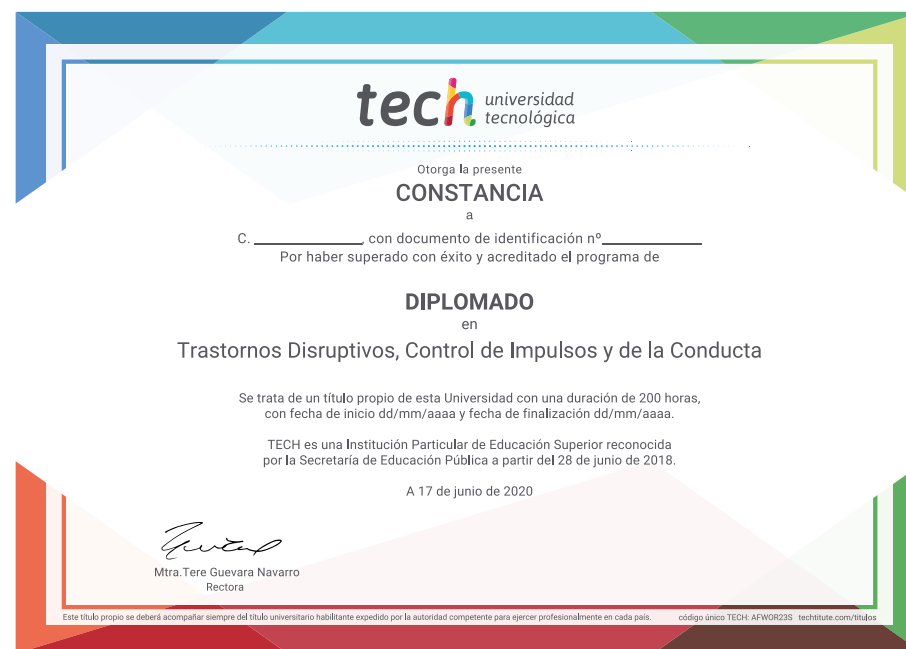 tech universidad
tecnológica
Otorga la presente
CONSTANCIA
a
C. ____________, con documento de identificación nº___________
Por haber superado con éxito y acreditado el programa de
DIPLOMADO
en
Trastornos Disruptivos, Control de Impulsos y de la Conducta
Se trata de un título propio de esta Universidad con una duración de 200 horas,
con fecha de inicio dd/mm/aaaa y fecha de finalización dd/mm/aaaa.
TECH es una Institución Particular de Educación Superior reconocida
por la Secretaría de Educación Pública a partir del 28 de junio de 2018.
A 17 de junio de 2020
Mtra.Tere Guevara Navarro
Rectora
Este título propio se deberá acompañar siempre del título universitario habilitante expedido por la autoridad competente para ejercer profesionalmente en cada país. código único TECH: AFWOR23S techtitute.com/titulos